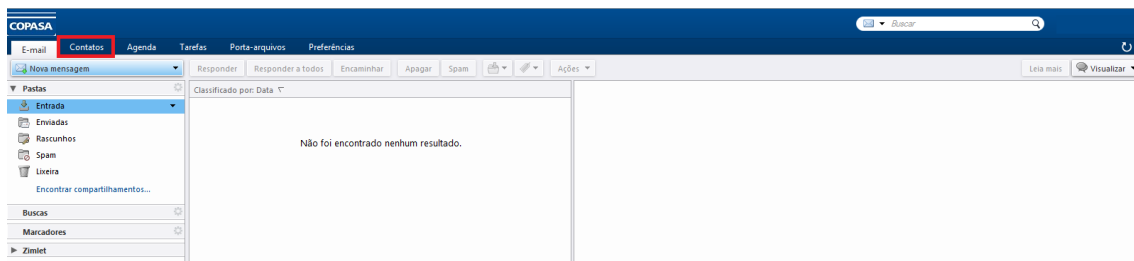 COPASA
Buscar
E-mail Contatos Agenda Tarefas Porta-arquivos Preferências
Nova mensagem Responder Responder a todos Encaminhar Apagar Spam Ações Leia mais Visualizar
Pastas
Classificado por: Data
Entrada
Enviadas
Rascunhos
Não foi encontrado nenhum resultado.
Spam
Lixeira
Encontrar compartilhamentos...
Buscas
Marcadores
Zimlet